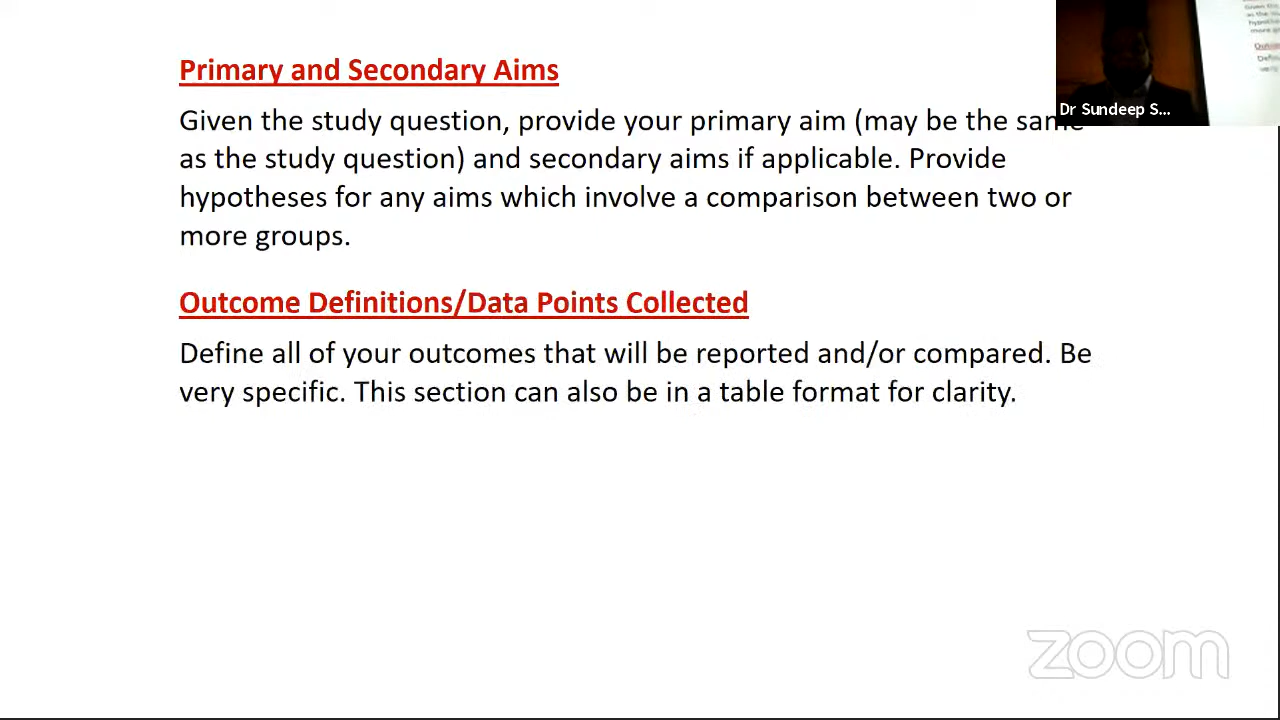 Primary and Secondary Aims
Given the study question, provide your primary aim (may be the same
as the study question) and secondary aims if applicable. Provide
hypotheses for any aims which involve a comparison between two or
more groups.
Outcome Definitions/Data Points Collected
Define all of your outcomes that will be reported and/or compared. Be
very specific. This section can also be in a table format for clarity.
Dr Sundeep S...
zoom